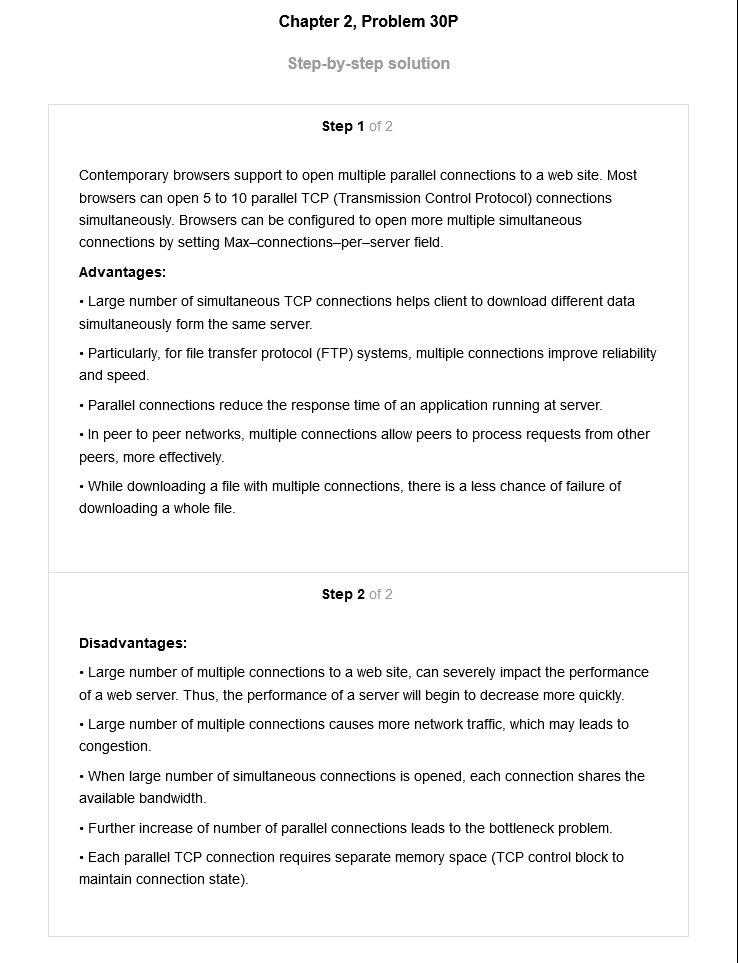 Chapter 2, Problem 30P
Step-by-step solution
Step 1 of 2
Contemporary browsers support to open multiple parallel connections to a web site. Most
browsers can open 5 to 10 parallel TCP (Transmission Control Protocol) connections
simultaneously. Browsers can be configured to open more multiple simultaneous
connections by setting Max–connections–per–server field.
Advantages:
• Large number of simultaneous TCP connections helps client to download different data
simultaneously form the same server.
• Particularly, for file transfer protocol (FTP) systems, multiple connections improve reliability
and speed.
• Parallel connections reduce the response time of an application running at server.
• In peer to peer networks, multiple connections allow peers to process requests from other
peers, more effectively.
• While downloading a file with multiple connections, there is a less chance of failure of
downloading a whole file.
Step 2 of 2
Disadvantages:
• Large number of multiple connections to a web site, can severely impact the performance
of a web server. Thus, the performance of a server will begin to decrease more quickly.
• Large number of multiple connections causes more network traffic, which may leads to
congestion.
• When large number of simultaneous connections is opened, each connection shares the
available bandwidth.
• Further increase of number of parallel connections leads to the bottleneck problem.
• Each parallel TCP connection requires separate memory space (TCP control block to
maintain connection state).